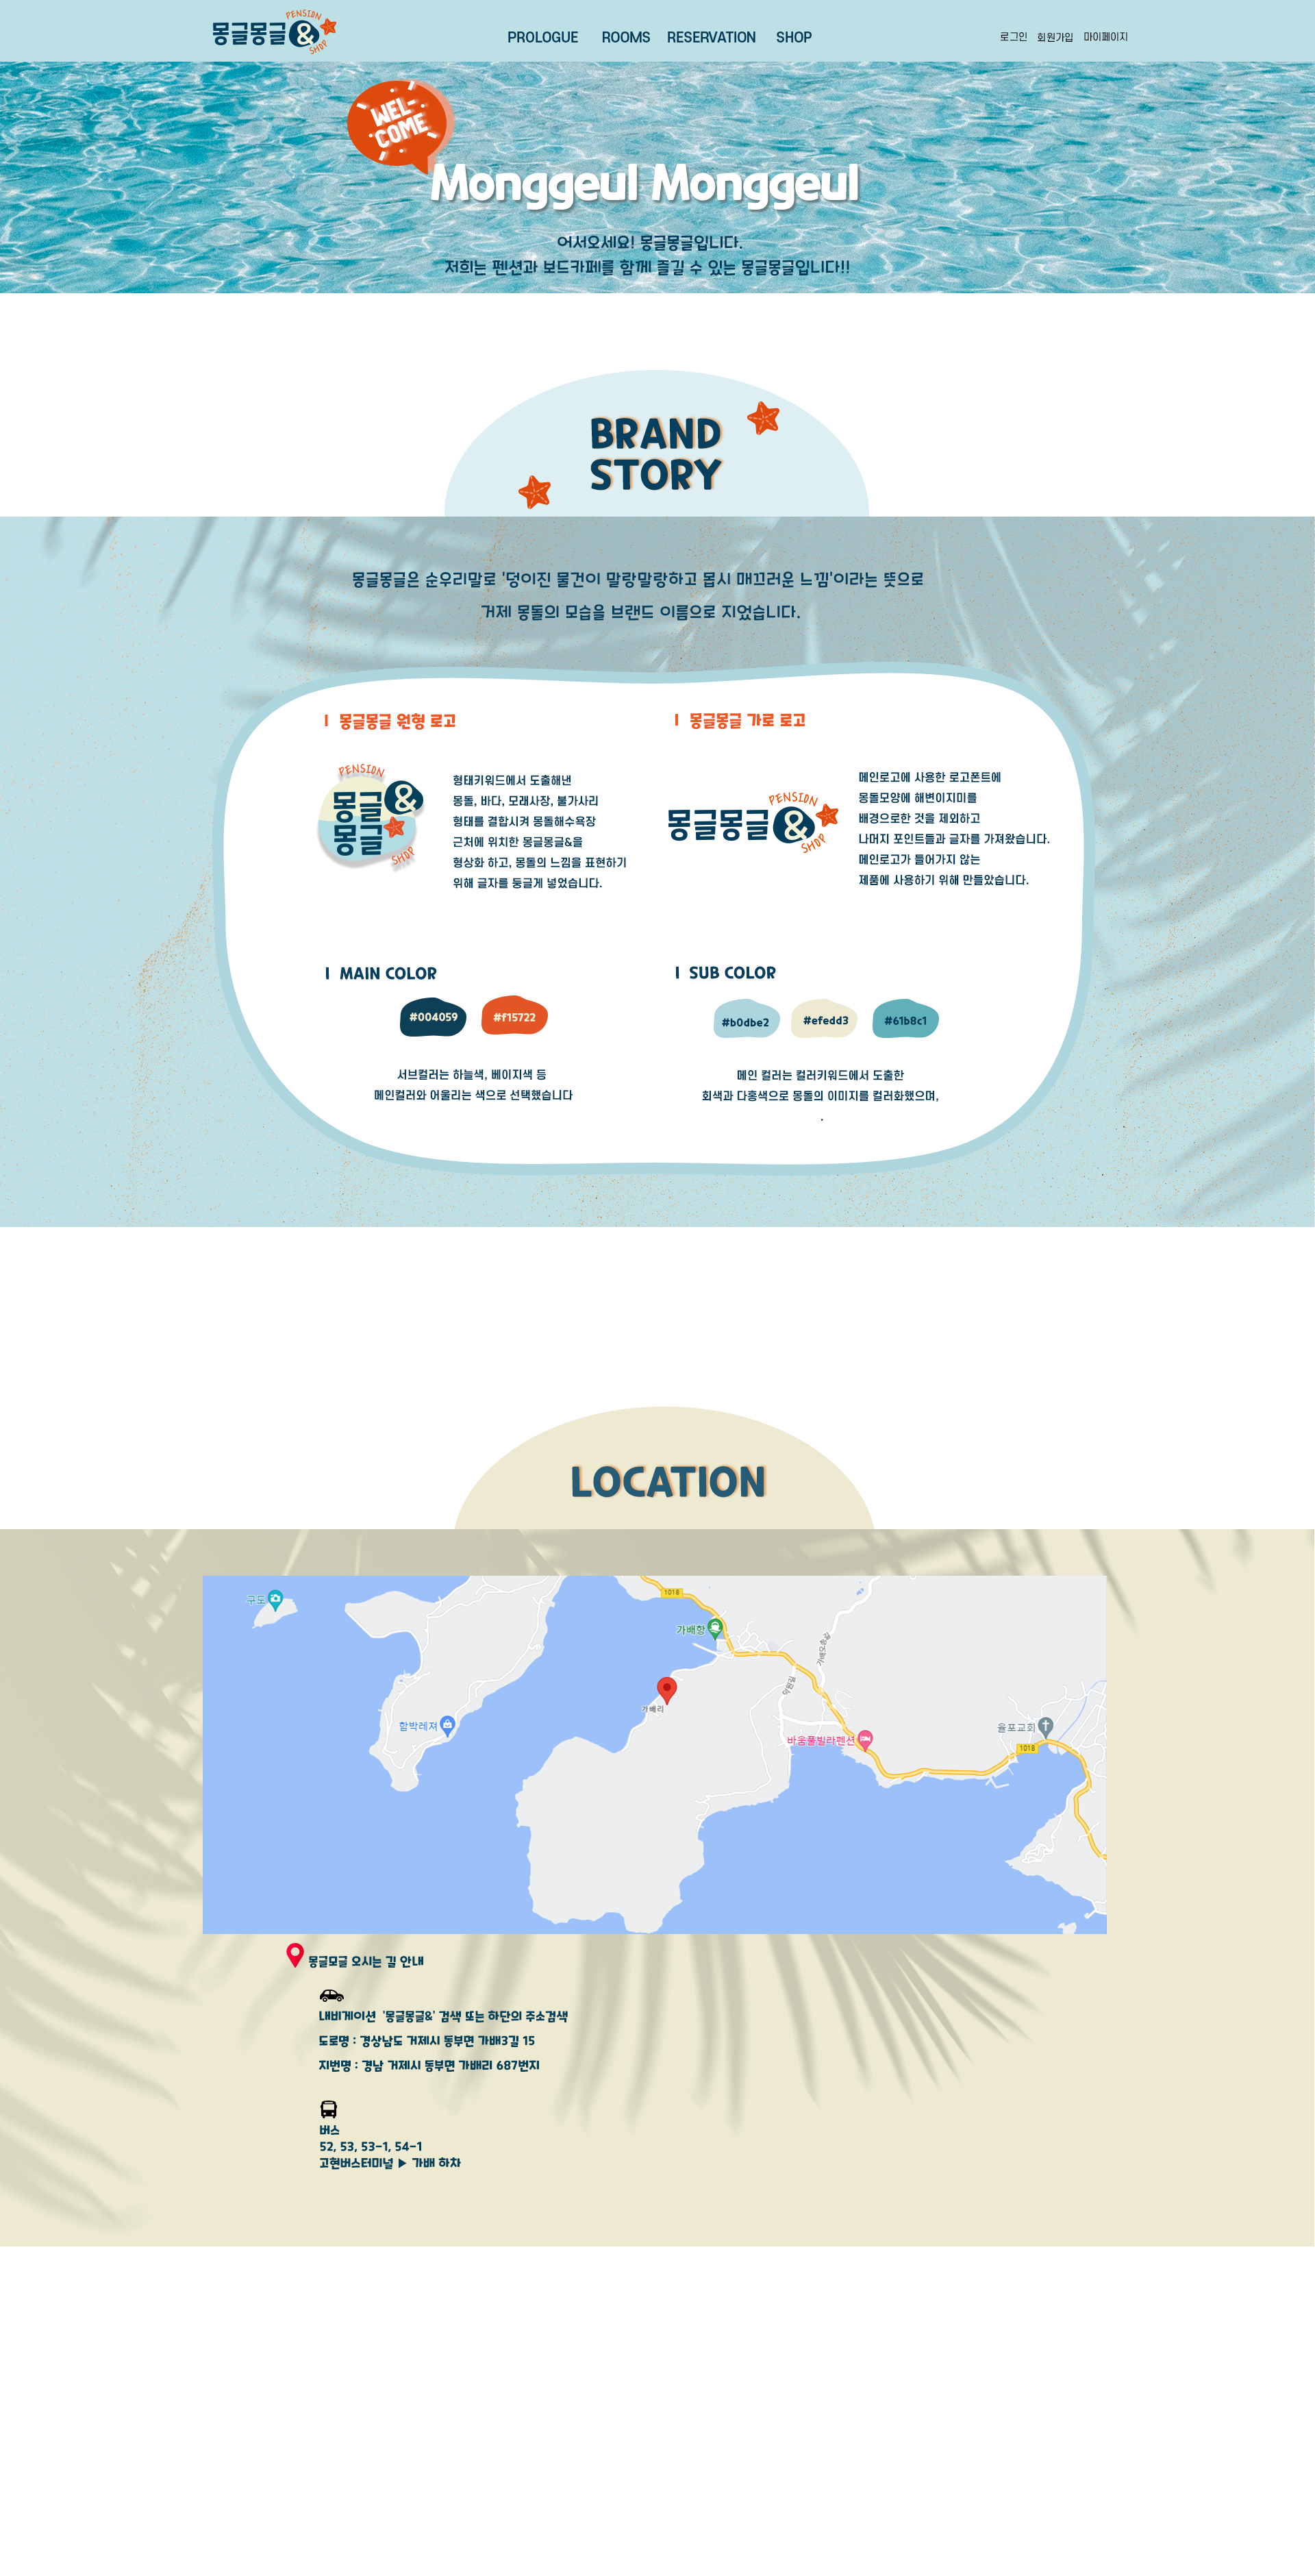 몽글몽글 &
PENSION
SHOP
PROLOGUE ROOMS RESERVATION SHOP
로그인 회원가입 마이페이지
WEL-
COME
Monggeul Monggeul
어서오세요! 몽글몽글입니다.
저희는 펜션과 보드카페를 함께 즐길 수 있는 몽글몽글입니다!!
BRAND
STORY
몽글몽글은 순우리말로 '덩이진 물건이 말랑말랑하고 몹시 매끄러운 느낌'이라는 뜻으로
거제 몽돌의 모습을 브랜드 이름으로 지었습니다.
몽글몽글 원형 로고
PENSION
몽글 &
몽글
SHOP
형태키워드에서 도출해낸
몽돌, 바다, 모래사장, 불가사리
형태를 결합시켜 몽돌해수욕장
근처에 위치한 몽글몽글&을
형상화 하고, 몽돌의 느낌을 표현하기
위해 글자를 둥글게 넣었습니다.
몽글몽글 가로 로고
PENSION
몽글몽글 &
SHOP
메인로고에 사용한 로고폰트에
몽돌모양에 해변이지미를
배경으로한 것을 제외하고
나머지 포인트들과 글자를 가져왔습니다.
메인로고가 들어가지 않는
제품에 사용하기 위해 만들았습니다.
MAIN COLOR
#004059 #f15722
서브컬러는 하늘색, 베이지색 등
메인컬러와 어울리는 색으로 선택했습니다
SUB COLOR
#b0dbe2 #efedd3 #61b8c1
메인 컬러는 컬러키워드에서 도출한
회색과 다홍색으로 몽돌의 이미지를 컬러화했으며,
.
LOCATION
1018
구도
가배항
가배오송길
덕원길
가배리
함박레져
바움풀빌라펜션
율포교회
1018
몽글모글 오시는 길 안내
내비게이션 '몽글몽글&' 검색 또는 하단의 주소검색
도로명 : 경상남도 거제시 동부면 가배3길 15
지번명 : 경남 거제시 동부면 가배리 687번지
버스
52, 53, 53-1, 54-1
고현버스터미널 ▶ 가배 하차